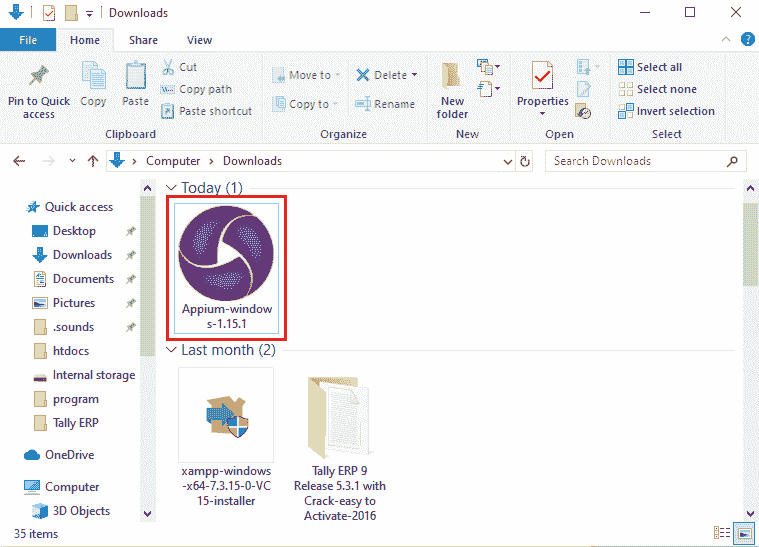 Downloads
File Home Share View
Pin to Quick access
Copy
Paste
Cut
Copy path
Paste shortcut
Clipboard
Move to
Copy to
Delete
Rename
Organize
New folder
New
Properties
Open
Select all
Select none
Invert selection
Select
Computer > Downloads
Search Downloads
Quick access
Desktop
Downloads
Documents
Pictures
.sounds
htdocs
Internal storage
program
Tally ERP
OneDrive
Computer
3D Objects
Today (1)
Appium-window
s-1.15.1
Last month (2)
xampp-windows
-x64-7.3.15-0-VC
15-installer
Tally ERP 9
Release 5.3.1 with
Crack-easy to
Activate-2016
35 items